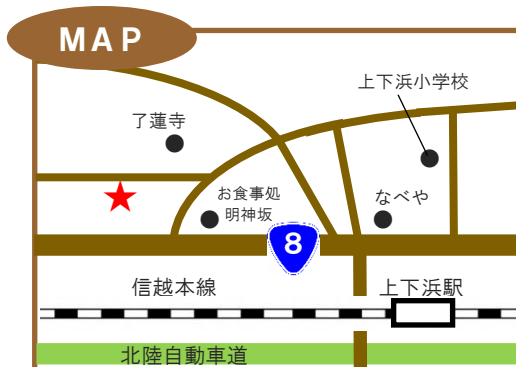 MAP
上下浜小学校
了蓮寺
お食事処
明神坂
なべや
8
信越本線
上下浜駅
北陸自動車道